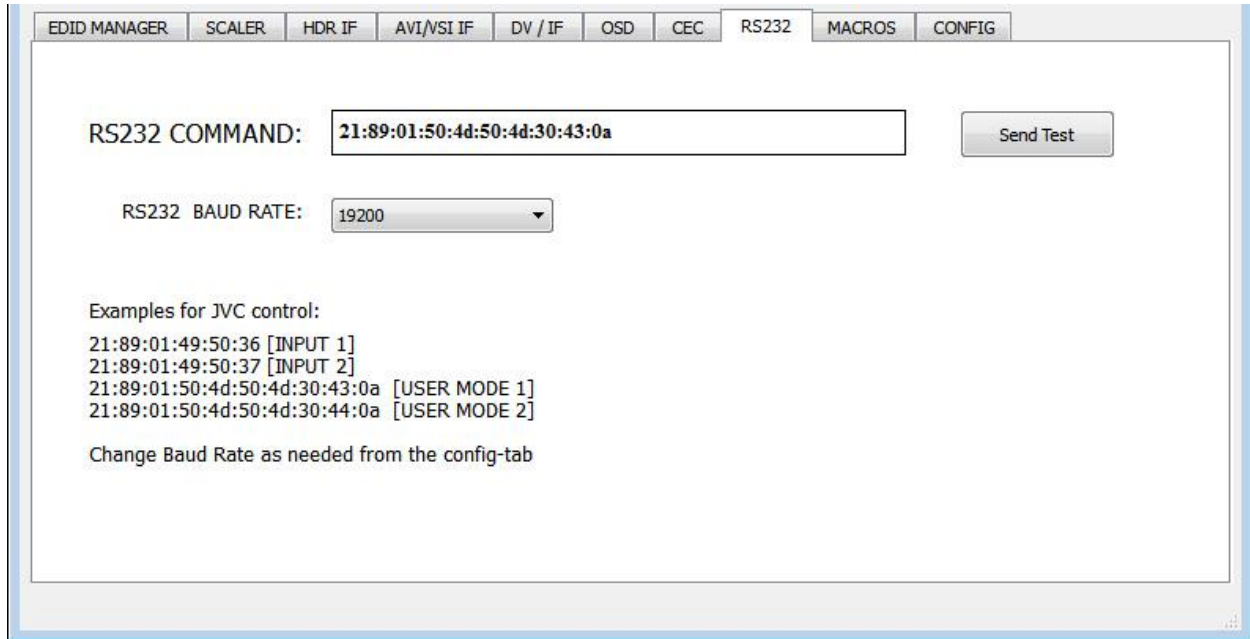 EDID MANAGER SCALER HDR IF AVI/VSI IF DV / IF OSD CEC RS232 MACROS CONFIG
RS232 COMMAND: 21:89:01:50:4d:50:4d:30:43:0a Send Test
RS232 BAUD RATE: 19200
Examples for JVC control:
21:89:01:49:50:36 [INPUT 1]
21:89:01:49:50:37 [INPUT 2]
21:89:01:50:4d:50:4d:30:43:0a [USER MODE 1]
21:89:01:50:4d:50:4d:30:44:0a [USER MODE 2]
Change Baud Rate as needed from the config-tab